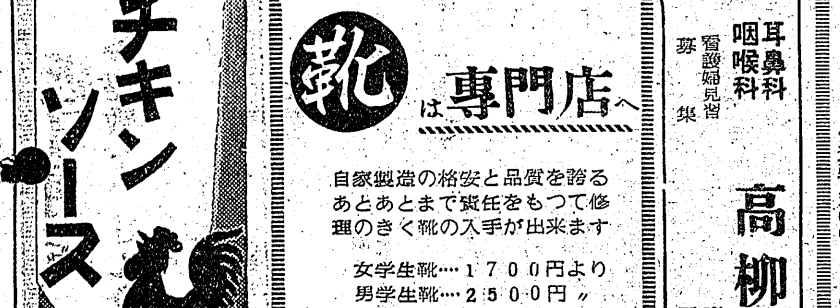 耳鼻科
咽喉科
看護婦見習
募集
高柳
靴
は専門店へ
自家製造の格安と品質を誇る
あとあとまで責任をもつて修
理のきく靴の入手が出来ます
女学生靴…1700円より
男学生靴…2500円〃
チキン
ソース